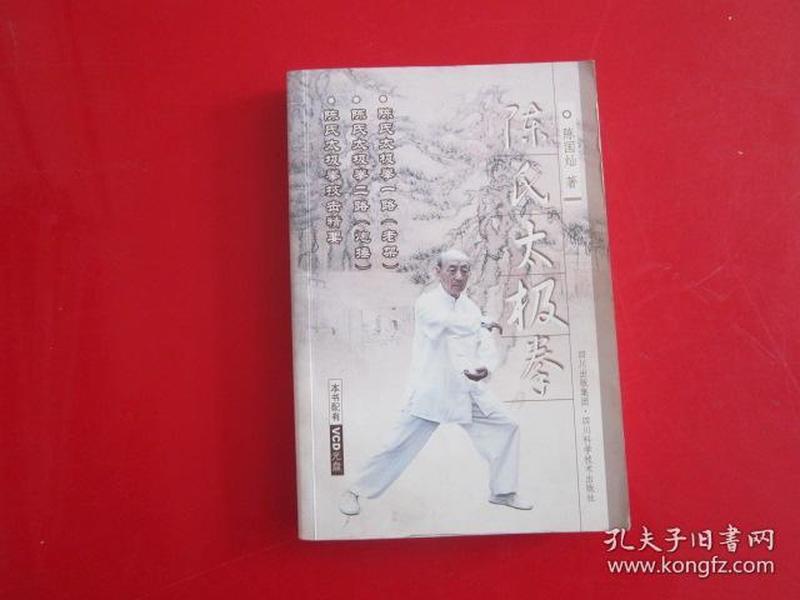 陈国灿 著
陈氏太极拳
陈氏太极拳一路(老架)
陈氏太极拳二路(炮捶)
陈氏太极拳技击精要
本书配有VCD光盘
四川出版集团·四川科学技术出版社
孔夫子旧书网
www.kongfz.com